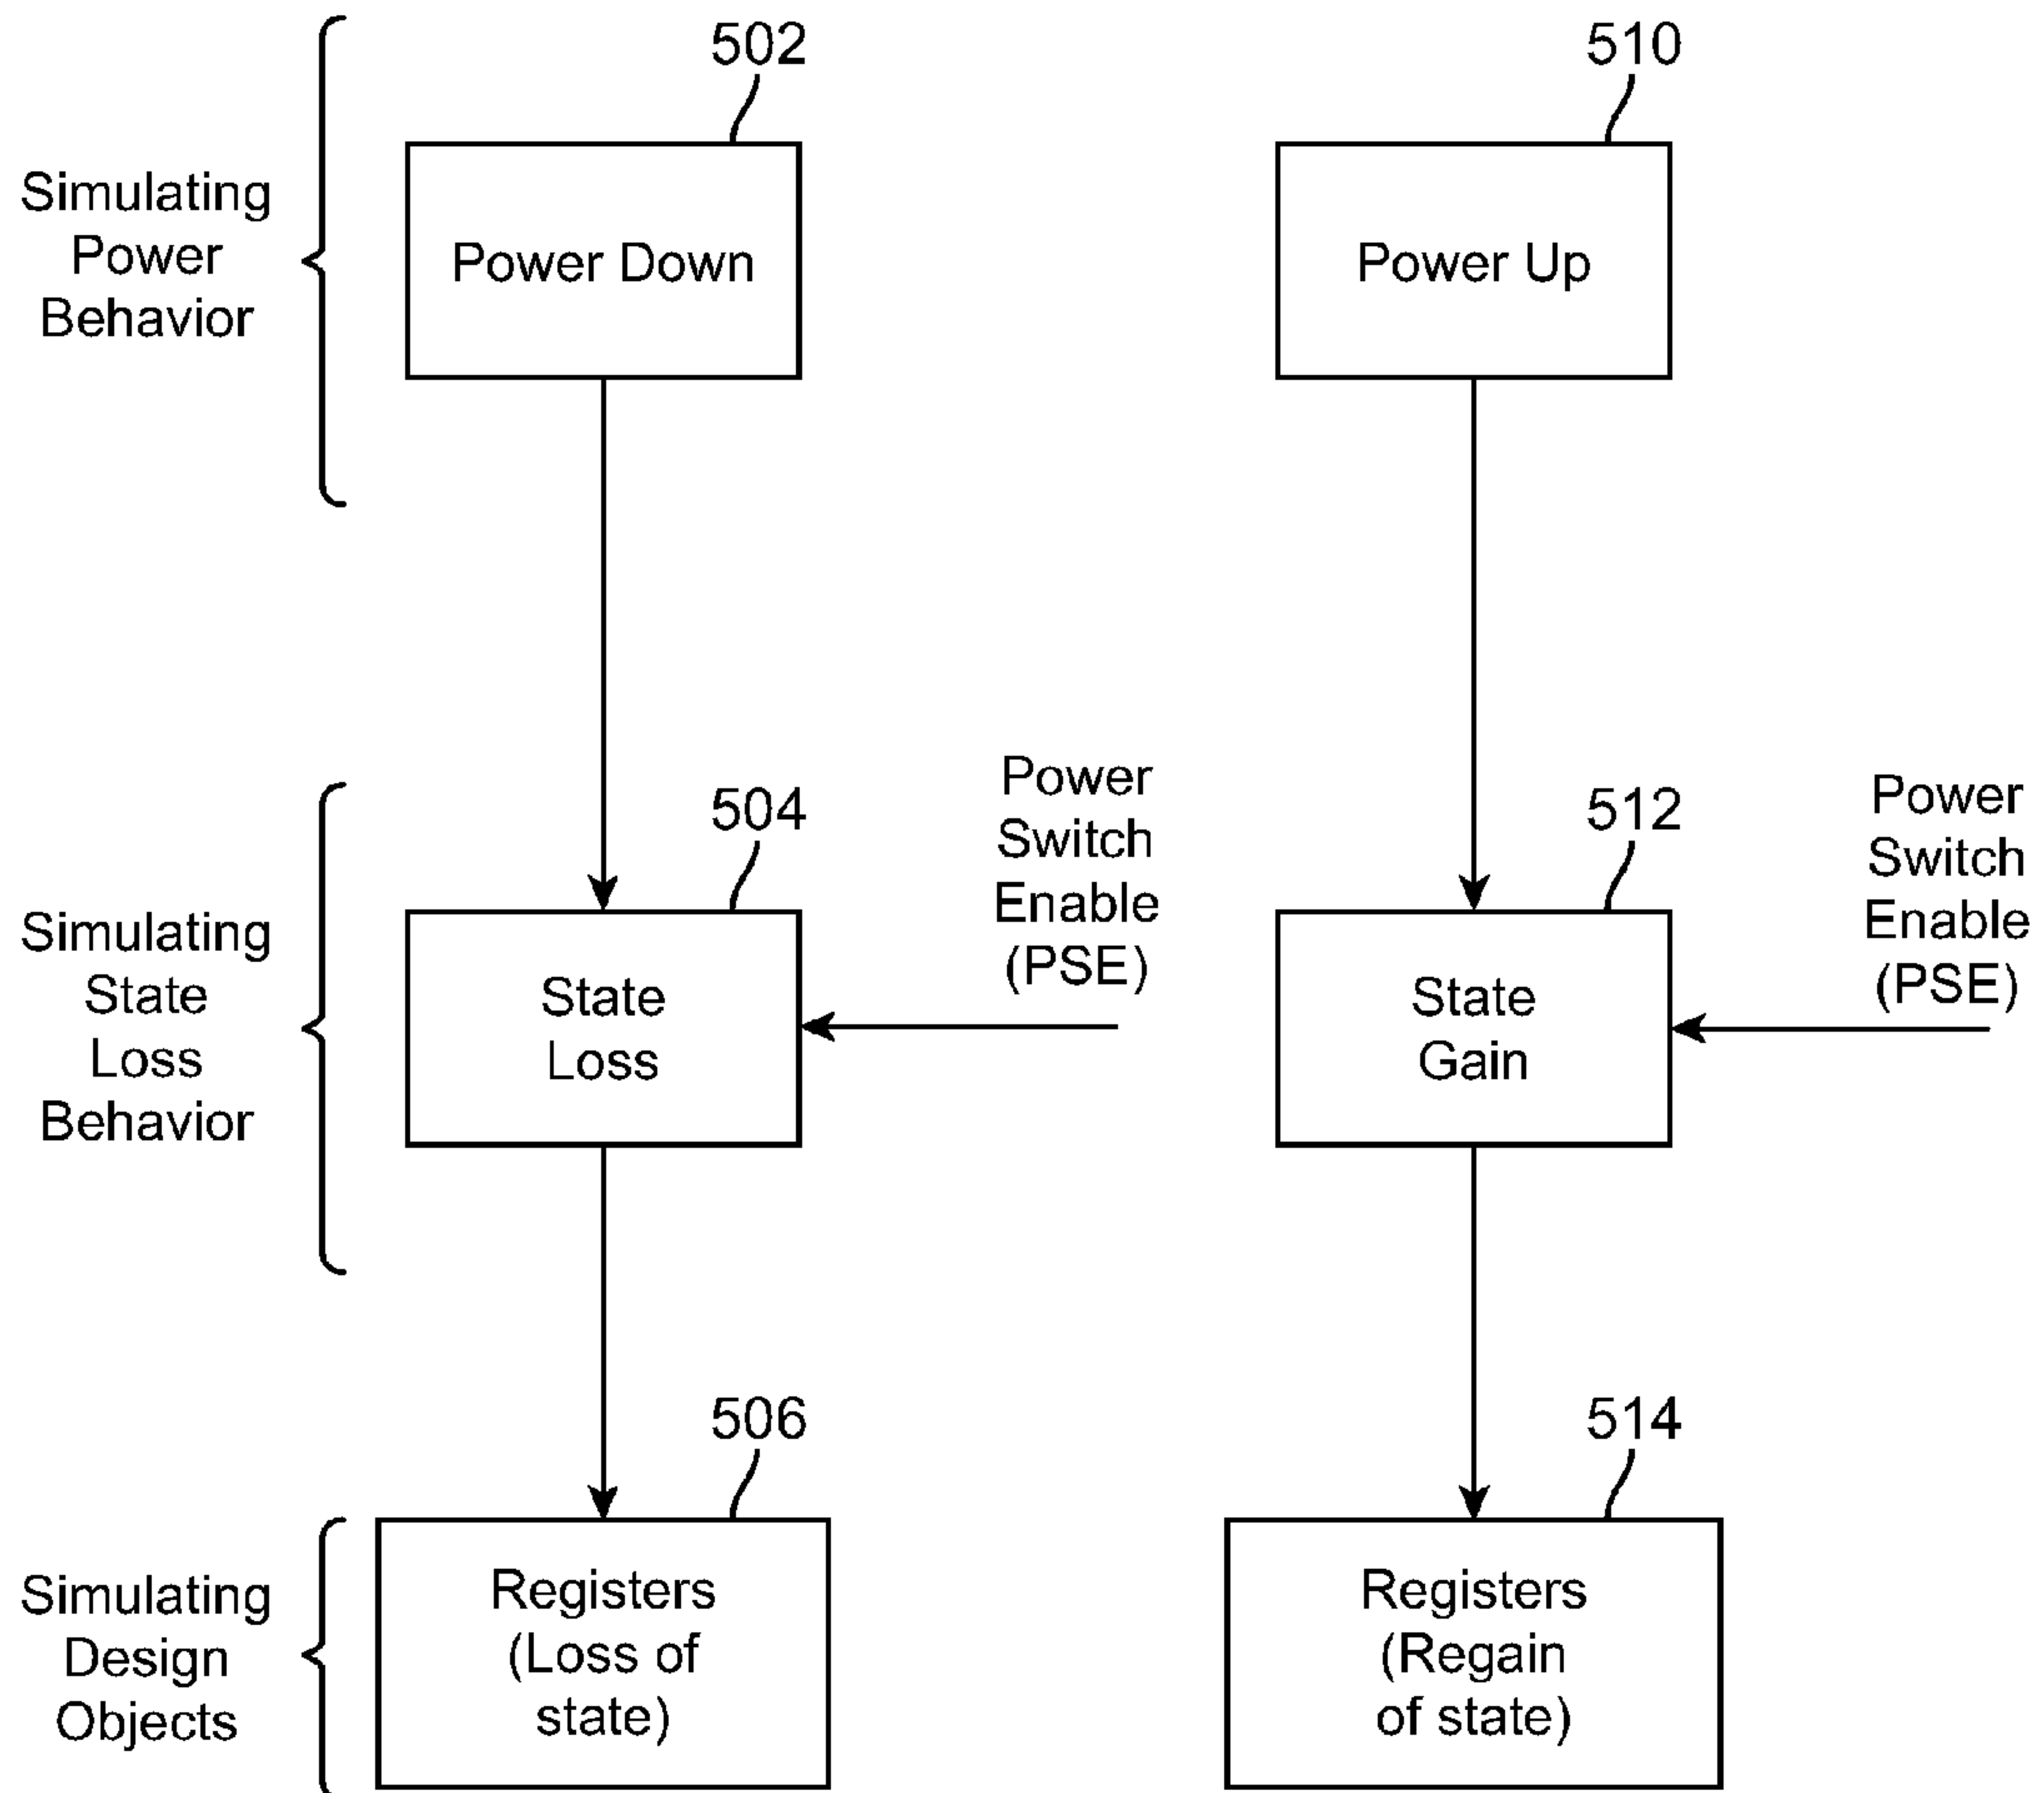 502
510
Simulating
Power
Behavior
Power Down
Power Up
504
Power
Switch
Enable
(PSE)
512
Power
Switch
Enable
(PSE)
Simulating
State
Loss
Behavior
State
Loss
State
Gain
506
514
Simulating
Design
Objects
Registers
(Loss of
state)
Registers
(Regain
of state)